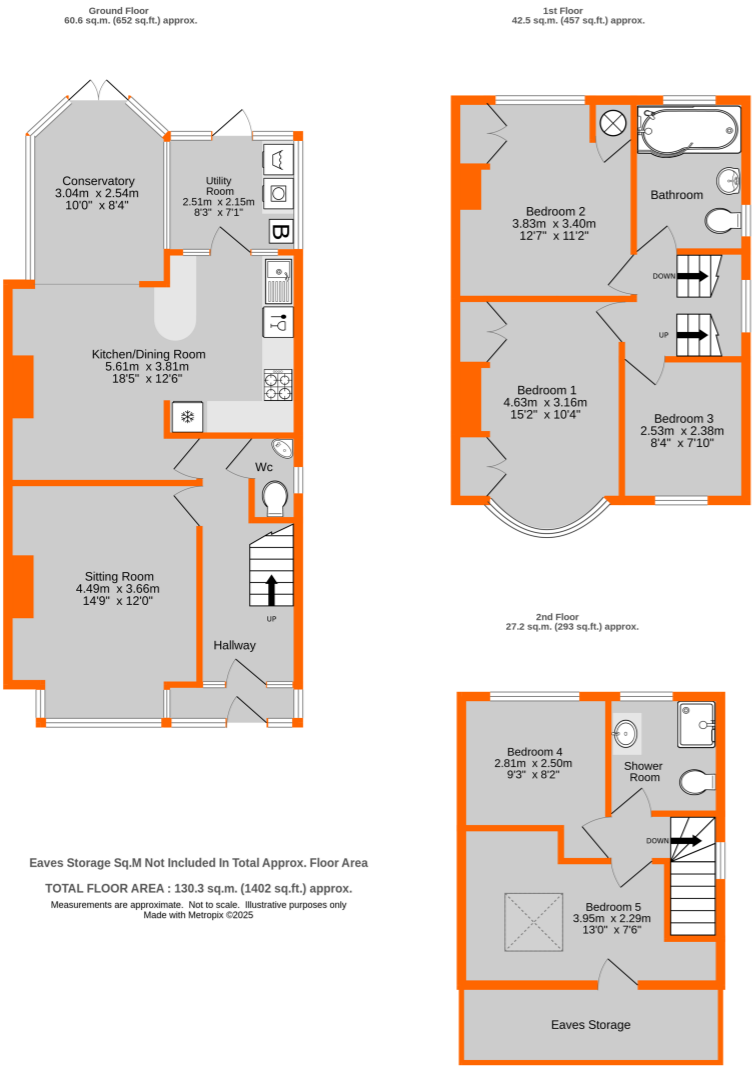 Ground Floor
60.6 sq.m. (652 sq.ft.) approx.
Conservatory
3.04m x 2.54m
10'0" x 8'4"
Utility
Room
2.51m x 2.15m
8'3" x 7'1"
B
Kitchen/Dining Room
5.61m x 3.81m
18'5" x 12'6"
Wc
Sitting Room
4.49m x 3.66m
14'9" x 12'0"
UP
Hallway
1st Floor
42.5 sq.m. (457 sq.ft.) approx.
Bedroom 2
3.83m x 3.40m
12'7" x 11'2"
Bathroom
DOWN
UP
Bedroom 1
4.63m x 3.16m
15'2" x 10'4"
Bedroom 3
2.53m x 2.38m
8'4" x 7'10"
2nd Floor
27.2 sq.m. (293 sq.ft.) approx.
Bedroom 4
2.81m x 2.50m
9'3" x 8'2"
Shower
Room
DOWN
Bedroom 5
3.95m x 2.29m
13'0" x 7'6"
Eaves Storage
Eaves Storage Sq.M Not Included In Total Approx. Floor Area
TOTAL FLOOR AREA : 130.3 sq.m. (1402 sq.ft.) approx.
Measurements are approximate. Not to scale. Illustrative purposes only
Made with Metropix ©2025